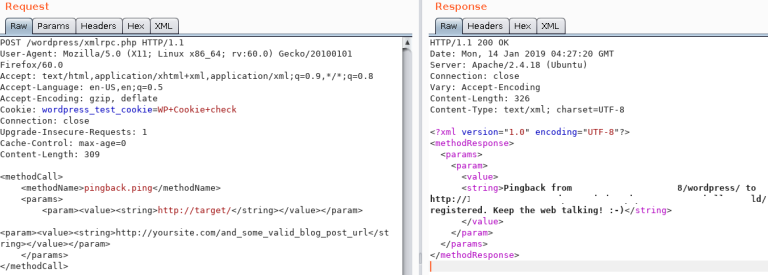 Request
Raw Params Headers Hex XML
POST /wordpress/xmlrpc.php HTTP/1.1
User-Agent: Mozilla/5.0 (X11; Linux x86_64; rv:60.0) Gecko/20100101
Firefox/60.0
Accept: text/html,application/xhtml+xml,application/xml;q=0.9,*/*;q=0.8
Accept-Language: en-US,en;q=0.5
Accept-Encoding: gzip, deflate
Cookie: wordpress_test_cookie=WP+Cookie+check
Connection: close
Upgrade-Insecure-Requests: 1
Cache-Control: max-age=0
Content-Length: 309
<methodCall>
<methodName>pingback.ping</methodName>
<params>
<param><value><string>http://target/</string></value></param>
<param><value><string>http://yoursite.com/and_some_valid_blog_post_url</st
ring></value></param>
</params>
</methodCall>
Response
Raw Headers Hex XML
HTTP/1.1 200 OK
Date: Mon, 14 Jan 2019 04:27:20 GMT
Server: Apache/2.4.18 (Ubuntu)
Connection: close
Vary: Accept-Encoding
Content-Length: 326
Content-Type: text/xml; charset=UTF-8
<?xml version="1.0" encoding="UTF-8"?>
<methodResponse>
<params>
<param>
<value>
<string>Pingback from 8/wordpress/ to
http:// ld/
registered. Keep the web talking! :-)</string>
</value>
</param>
</params>
</methodResponse>